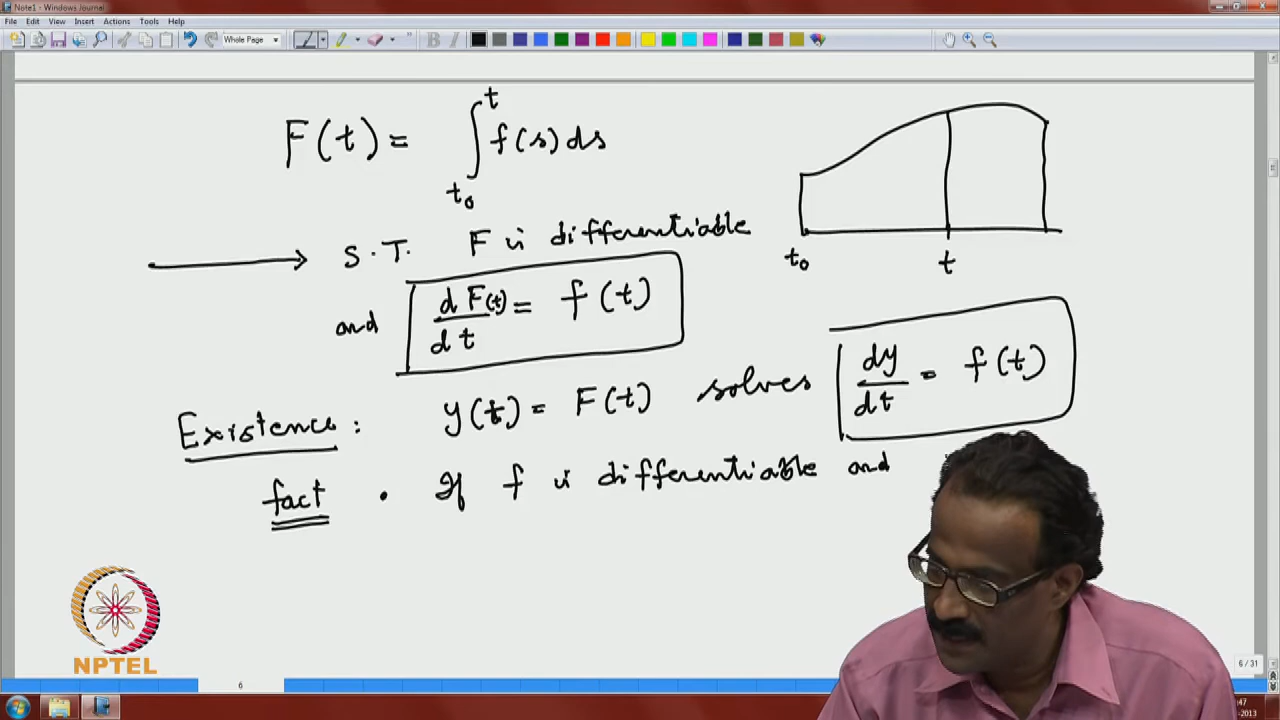 Note1 - Windows Journal
File Edit View Insert Actions Tools Help
Whole Page
F(t) = ∫ t0 t f(s) ds
t0 t
S.T. F is differentiable
and dF(t)/dt = f(t)
Existence: y(t) = F(t) solves dy/dt = f(t)
fact • If f is differentiable and
NPTEL
6
6 / 31